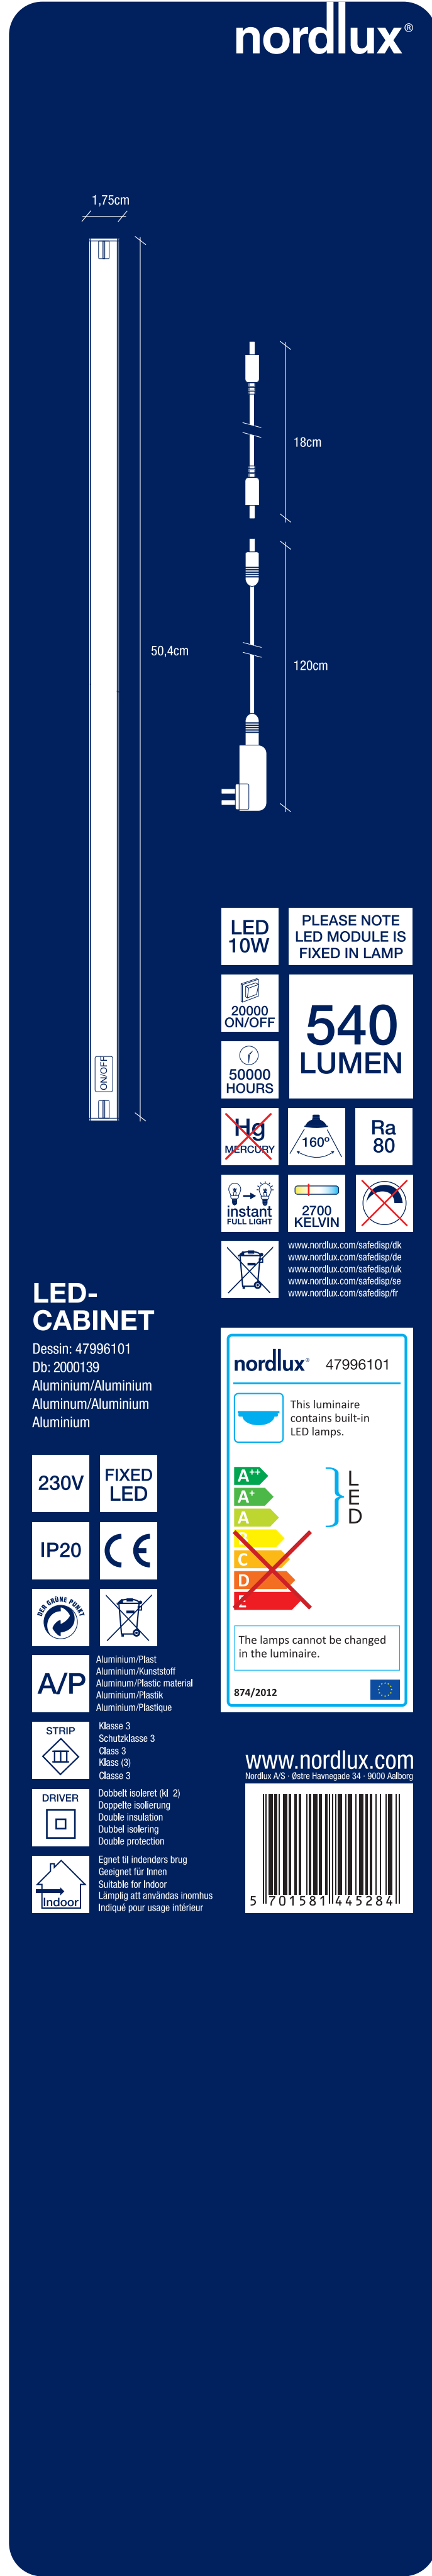 nordlux®
1,75cm
18cm
50,4cm
120cm
ON/OFF
LED
10W
PLEASE NOTE
LED MODULE IS
FIXED IN LAMP
20000
ON/OFF
540
LUMEN
50000
HOURS
Hg
MERCURY
160º
Ra
80
instant
FULL LIGHT
2700
KELVIN
www.nordlux.com/safedisp/dk
www.nordlux.com/safedisp/de
www.nordlux.com/safedisp/uk
www.nordlux.com/safedisp/se
www.nordlux.com/safedisp/fr
LED-
CABINET
Dessin: 47996101
Db: 2000139
Aluminium/Aluminium
Aluminum/Aluminium
Aluminium
230V
FIXED
LED
IP20
CE
DER GRÜNE PUNKT
A/P
Aluminium/Plast
Aluminium/Kunststoff
Aluminum/Plastic material
Aluminium/Plastik
Aluminium/Plastique
STRIP
III
Klasse 3
Schutzklasse 3
Class 3
Klass (3)
Classe 3
DRIVER
Dobbelt isoleret (kl 2)
Doppelte isolierung
Double insulation
Dubbel isolering
Double protection
Indoor
Egnet til indendørs brug
Geeignet für Innen
Suitable for Indoor
Lämplig att användas inomhus
Indiqué pour usage intérieur
nordlux® 47996101
This luminaire
contains built-in
LED lamps.
A++
A+
A
B
C
D
E
L
E
D
The lamps cannot be changed
in the luminaire.
874/2012
www.nordlux.com
Nordlux A/S · Østre Havnegade 34 · 9000 Aalborg
5 701581 445284